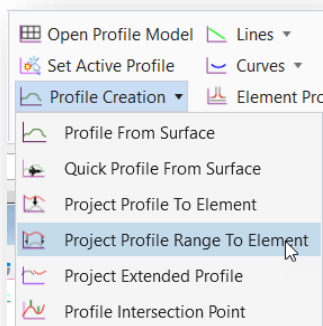 Open Profile Model Lines
Set Active Profile Curves
Profile Creation Element Pro
Profile From Surface
Quick Profile From Surface
Project Profile To Element
Project Profile Range To Element
Project Extended Profile
Profile Intersection Point